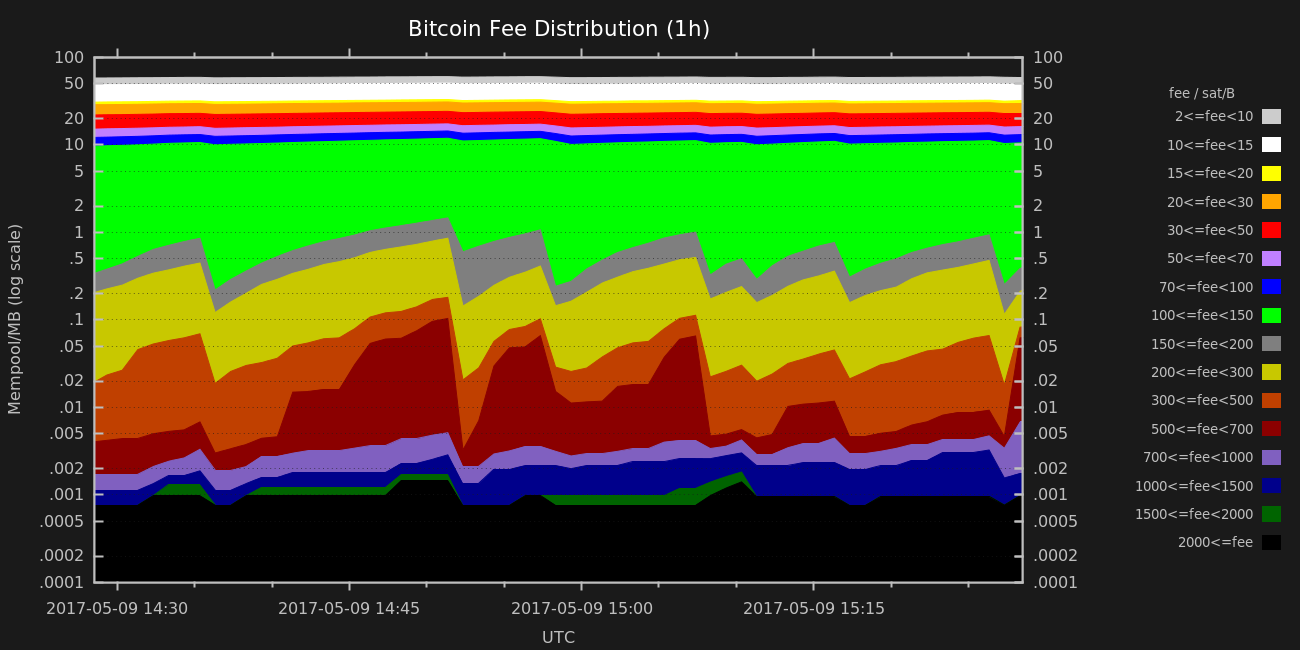 Bitcoin Fee Distribution (1h)
Mempool/MB (log scale)
100
50
20
10
5
2
1
.5
.2
.1
.05
.02
.01
.005
.002
.001
.0005
.0002
.0001
100
50
20
10
5
2
1
.5
.2
.1
.05
.02
.01
.005
.002
.001
.0005
.0002
.0001
fee / sat/B
2<=fee<10
10<=fee<15
15<=fee<20
20<=fee<30
30<=fee<50
50<=fee<70
70<=fee<100
100<=fee<150
150<=fee<200
200<=fee<300
300<=fee<500
500<=fee<700
700<=fee<1000
1000<=fee<1500
1500<=fee<2000
2000<=fee
2017-05-09 14:30 2017-05-09 14:45 2017-05-09 15:00 2017-05-09 15:15
UTC